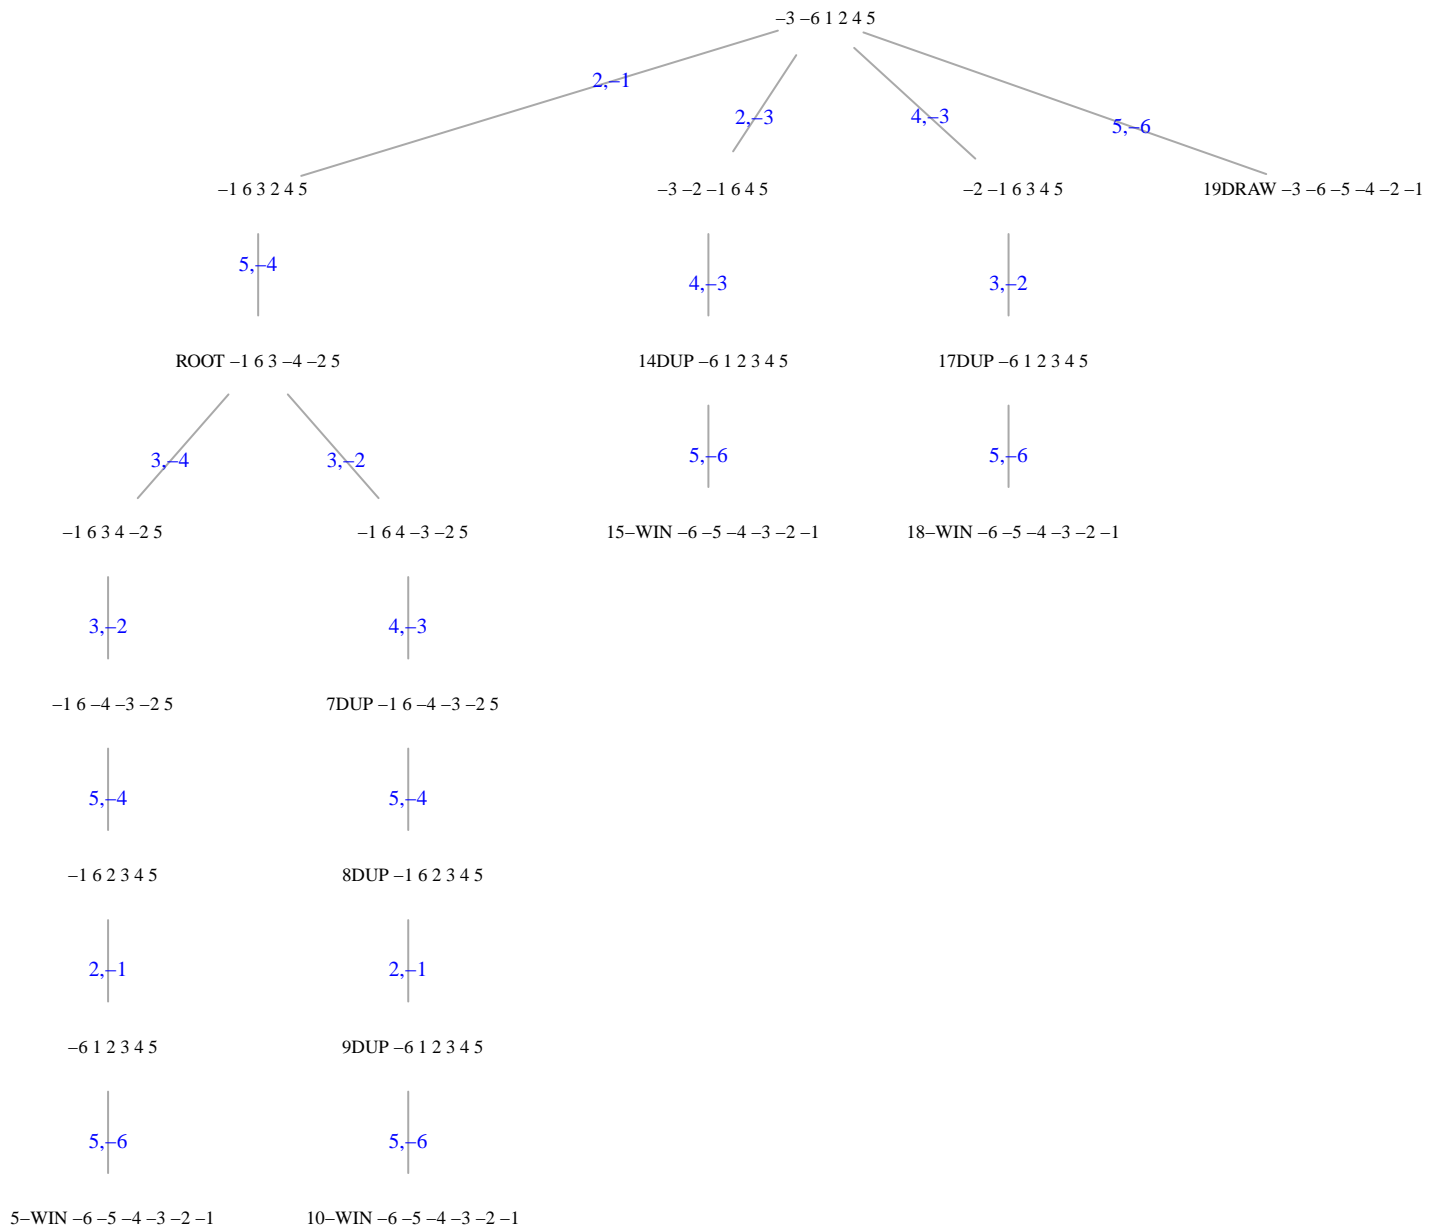 –3 –6 1 2 4 5
2,–1
2,–3
4,–3
5,–6
–1 6 3 2 4 5
–3 –2 –1 6 4 5
–2 –1 6 3 4 5
19DRAW –3 –6 –5 –4 –2 –1
5,–4
4,–3
3,–2
ROOT –1 6 3 –4 –2 5
14DUP –6 1 2 3 4 5
17DUP –6 1 2 3 4 5
3,–4
3,–2
5,–6
5,–6
–1 6 3 4 –2 5
–1 6 4 –3 –2 5
15–WIN –6 –5 –4 –3 –2 –1
18–WIN –6 –5 –4 –3 –2 –1
3,–2
4,–3
–1 6 –4 –3 –2 5
7DUP –1 6 –4 –3 –2 5
5,–4
5,–4
–1 6 2 3 4 5
8DUP –1 6 2 3 4 5
2,–1
2,–1
–6 1 2 3 4 5
9DUP –6 1 2 3 4 5
5,–6
5,–6
5–WIN –6 –5 –4 –3 –2 –1
10–WIN –6 –5 –4 –3 –2 –1